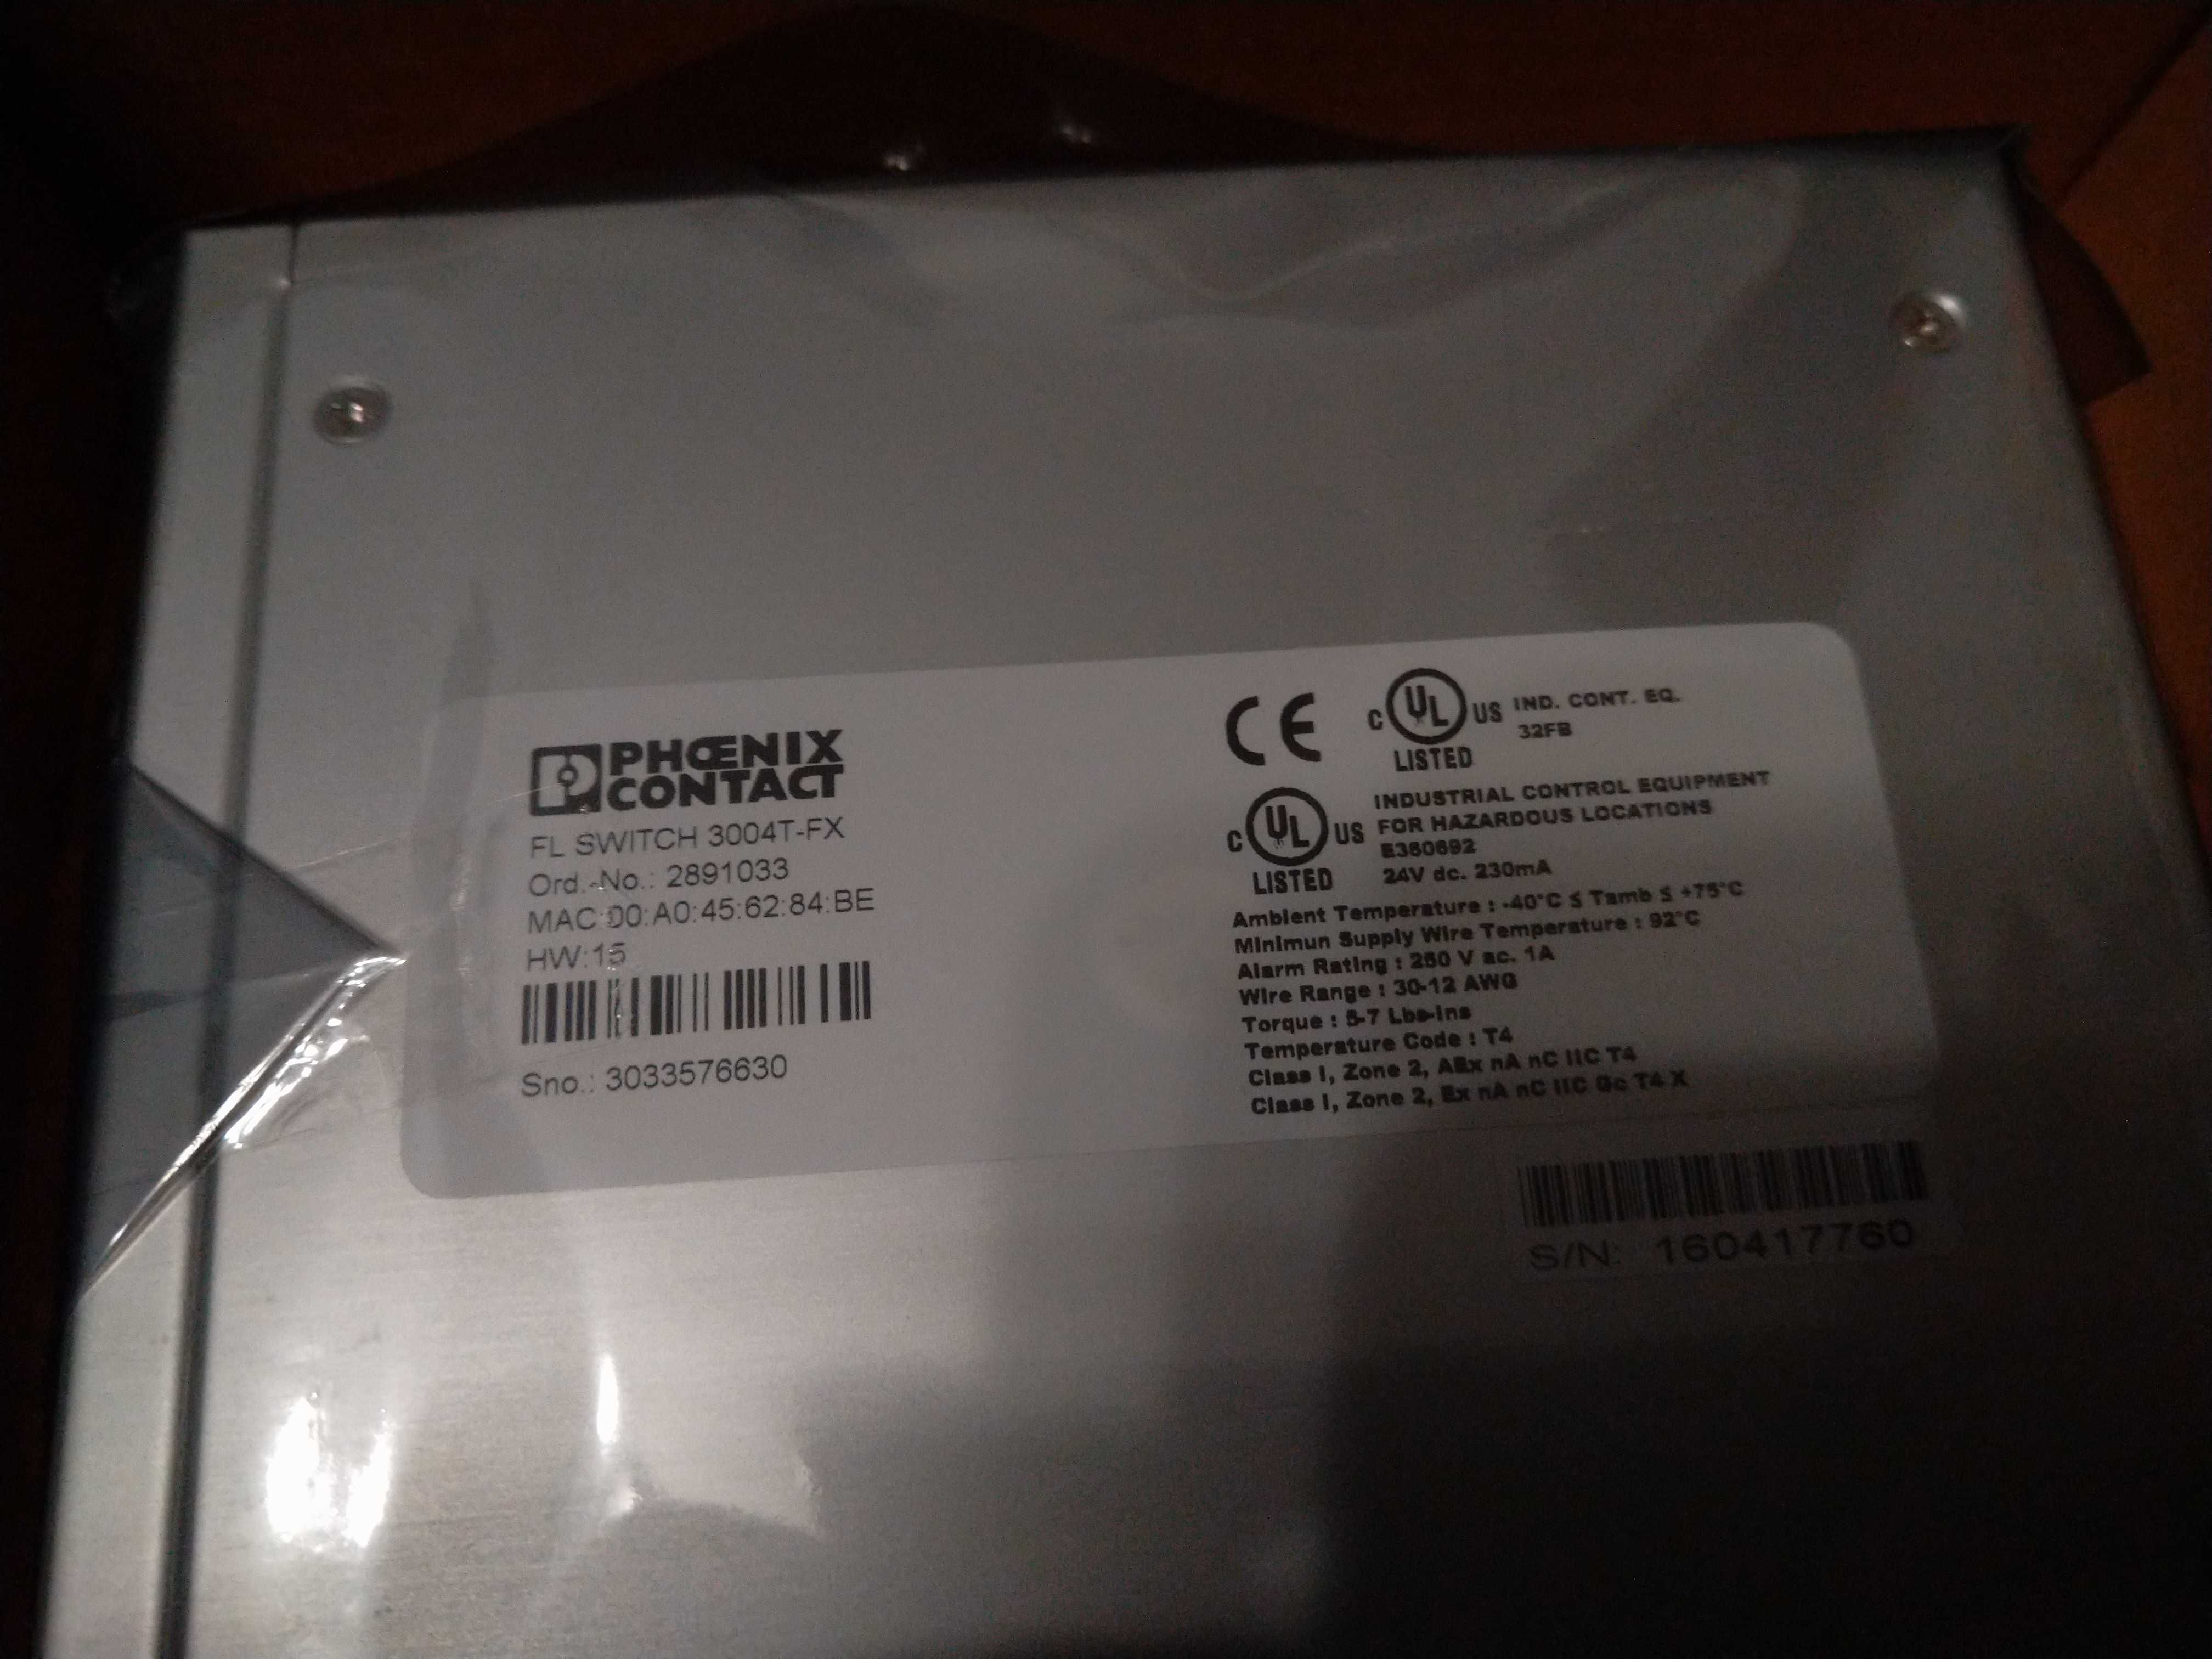 PHŒNIX
CONTACT
FL SWITCH 3004T-FX
Ord.-No.: 2891033
MAC:00:A0:45:62:84:BE
HW:15
Sno.: 3033576630
CE
C UL US IND. CONT. EQ.
LISTED 32FB
C UL US INDUSTRIAL CONTROL EQUIPMENT
FOR HAZARDOUS LOCATIONS
LISTED E360692
24V dc. 230mA
Ambient Temperature : -40°C ≤ Tamb ≤ +75°C
Minimun Supply Wire Temperature : 92°C
Alarm Rating : 250 V ac. 1A
Wire Range : 30-12 AWG
Torque : 5-7 Lbs-ins
Temperature Code : T4
Class I, Zone 2, AEx nA nC IIC T4
Class I, Zone 2, Ex nA nC IIC Gc T4 X
S/N: 160417760